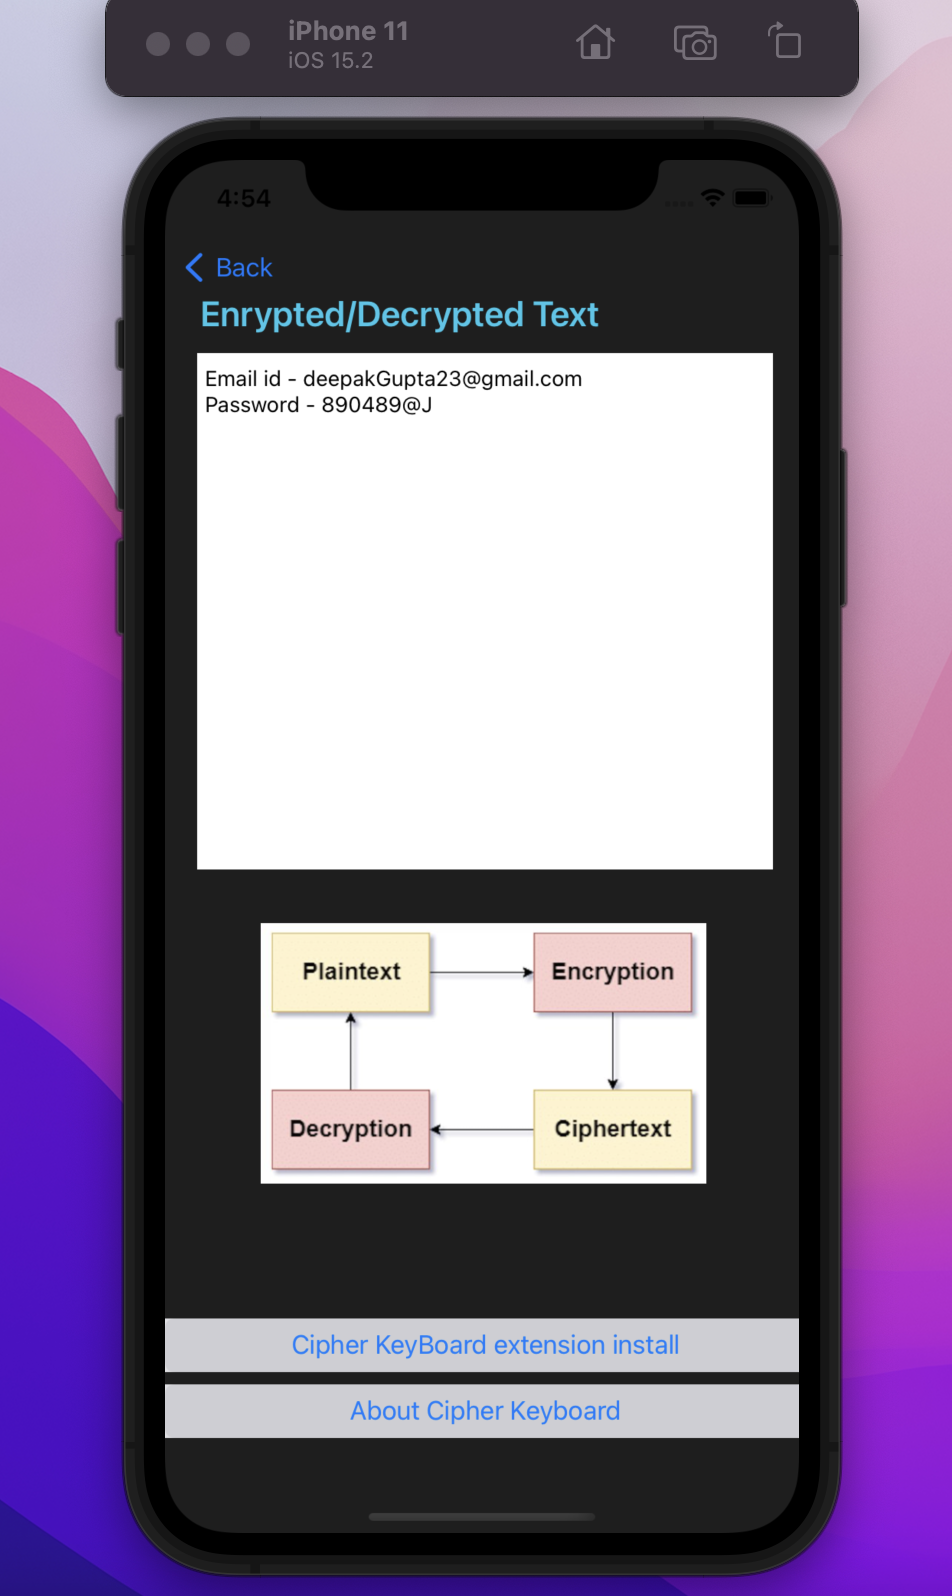 iPhone 11
iOS 15.2
4:54
Back
Enrypted/Decrypted Text
Email id - deepakGupta23@gmail.com
Password - 890489@J
Plaintext
Encryption
Decryption
Ciphertext
Cipher KeyBoard extension install
About Cipher Keyboard